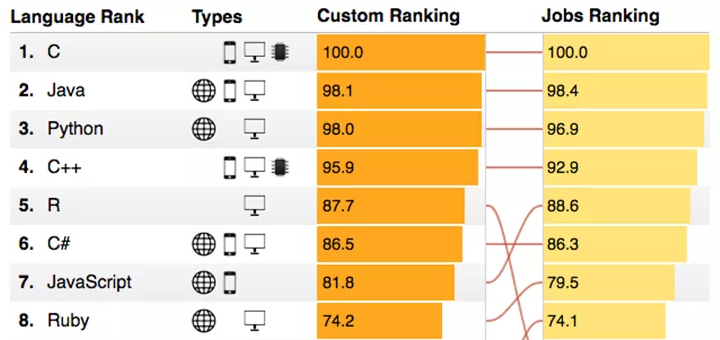 Language Rank Types Custom Ranking Jobs Ranking
1. C 100.0 100.0
2. Java 98.1 98.4
3. Python 98.0 96.9
4. C++ 95.9 92.9
5. R 87.7 88.6
6. C# 86.5 86.3
7. JavaScript 81.8 79.5
8. Ruby 74.2 74.1